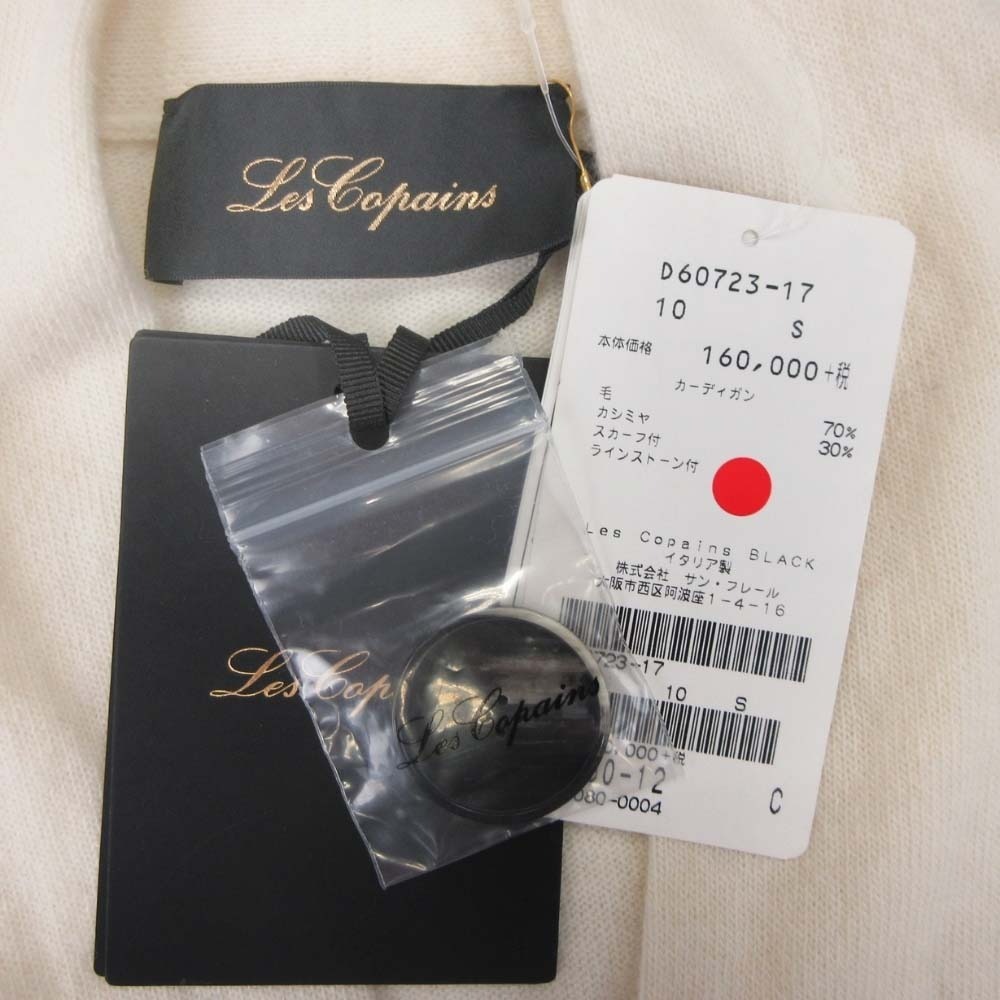 Les Copains
D60723-17
10 S
本体価格 160,000+税
カーディガン
毛 70%
カシミヤ 30%
スカーフ付
ラインストーン付
Les Copains BLACK
イタリア製
株式会社 サン・フレール
大阪市西区阿波座1-4-16
723-17
10 S
,000+税
0-12 C
080-0004
Les Cop
Les Copains